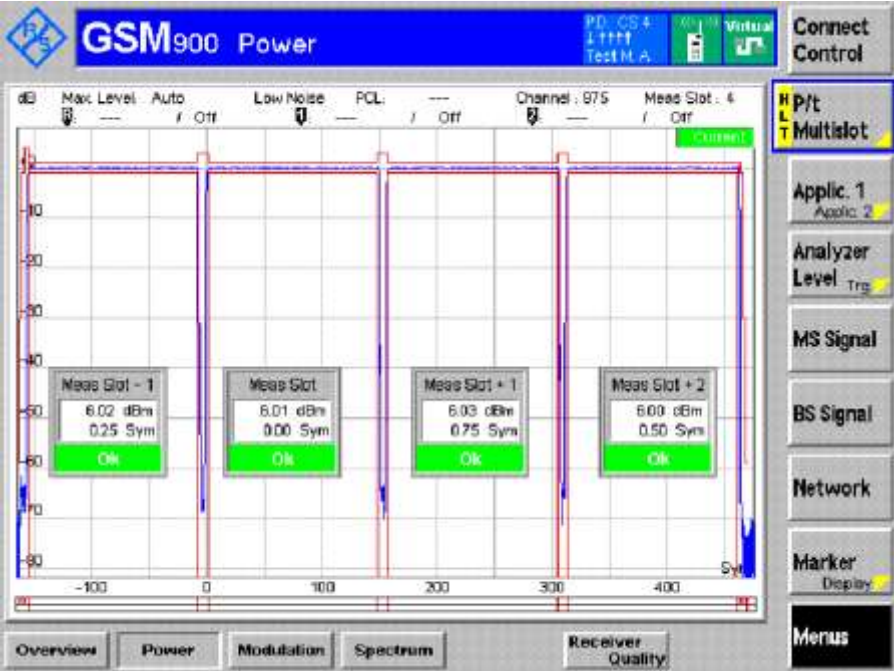 GSM900 Power
P.D. CS 4
Test M. A.
Virtual
Connect
Control
dB Max. Level Auto Low Noise PCL: --- Channel : 975 Meas Slot : 4
--- / Off --- / Off --- / Off
Current
H
L
T
P/t
Multislot
Applic. 1
Applic. 2
Analyzer
Level Trg
MS Signal
BS Signal
Network
Marker
Display
Menus
-10
-20
-30
-40
-50
-60
-70
-80
Meas Slot - 1
6.02 dBm
0.25 Sym
Ok
Meas Slot
6.01 dBm
0.00 Sym
Ok
Meas Slot + 1
6.03 dBm
0.75 Sym
Ok
Meas Slot + 2
6.00 dBm
0.50 Sym
Ok
-100 0 100 200 300 400
Overview Power Modulation Spectrum Receiver
Quality